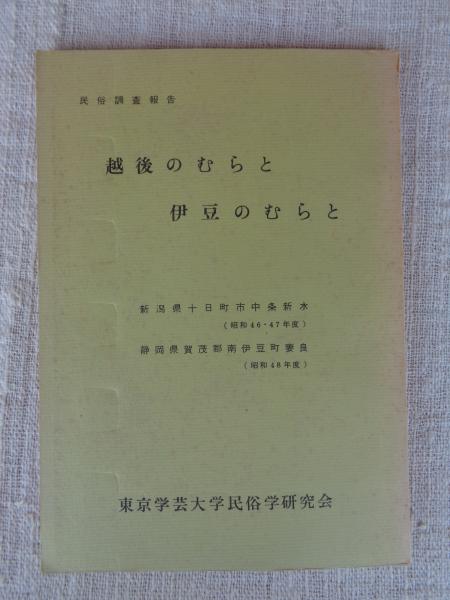 民俗調査報告
越後のむらと
伊豆のむらと
新潟県十日町市中条新水
(昭和46・47年度)
静岡県賀茂郡南伊豆町妻良
(昭和48年度)
東京学芸大学民俗学研究会